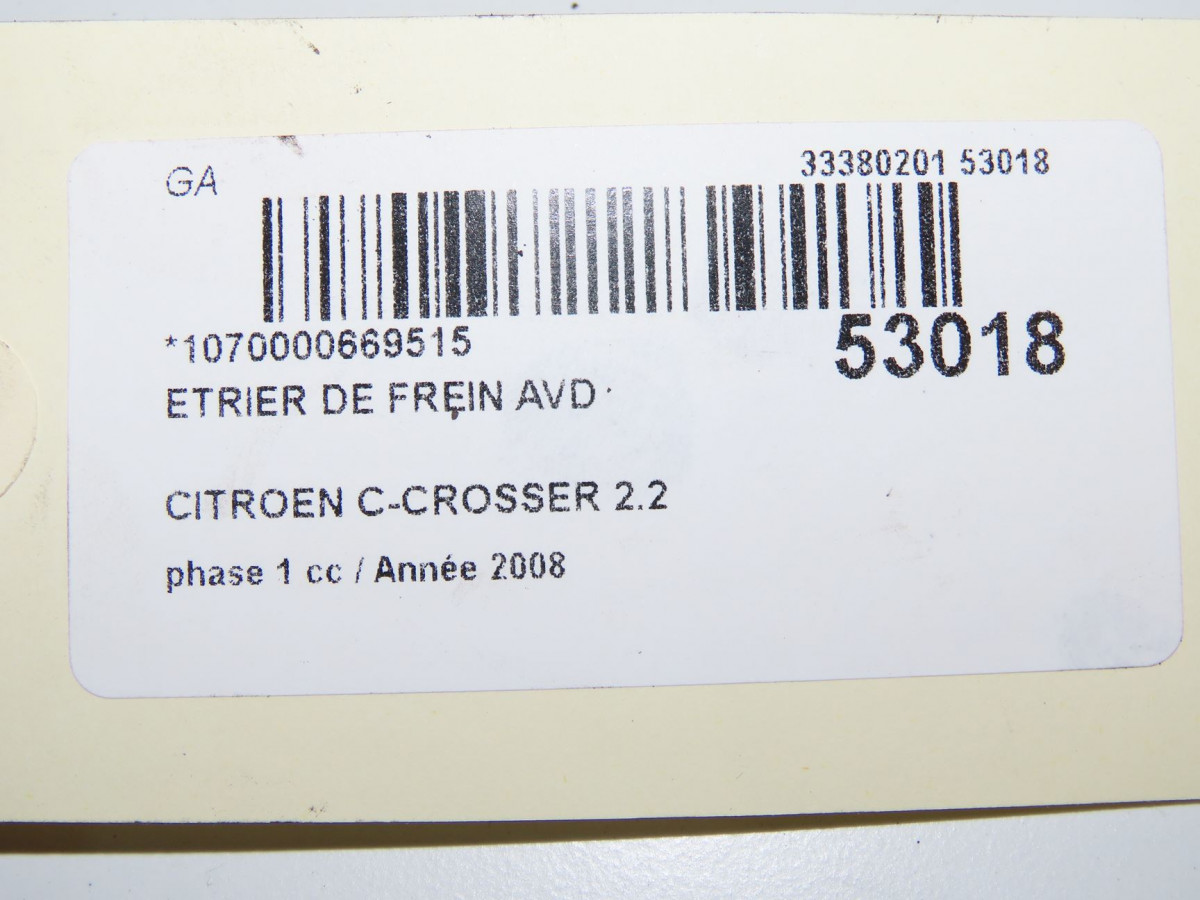 GA
33380201 53018
*1070000669515
53018
ETRIER DE FREIN AVD
CITROEN C-CROSSER 2.2
phase 1 cc / Année 2008